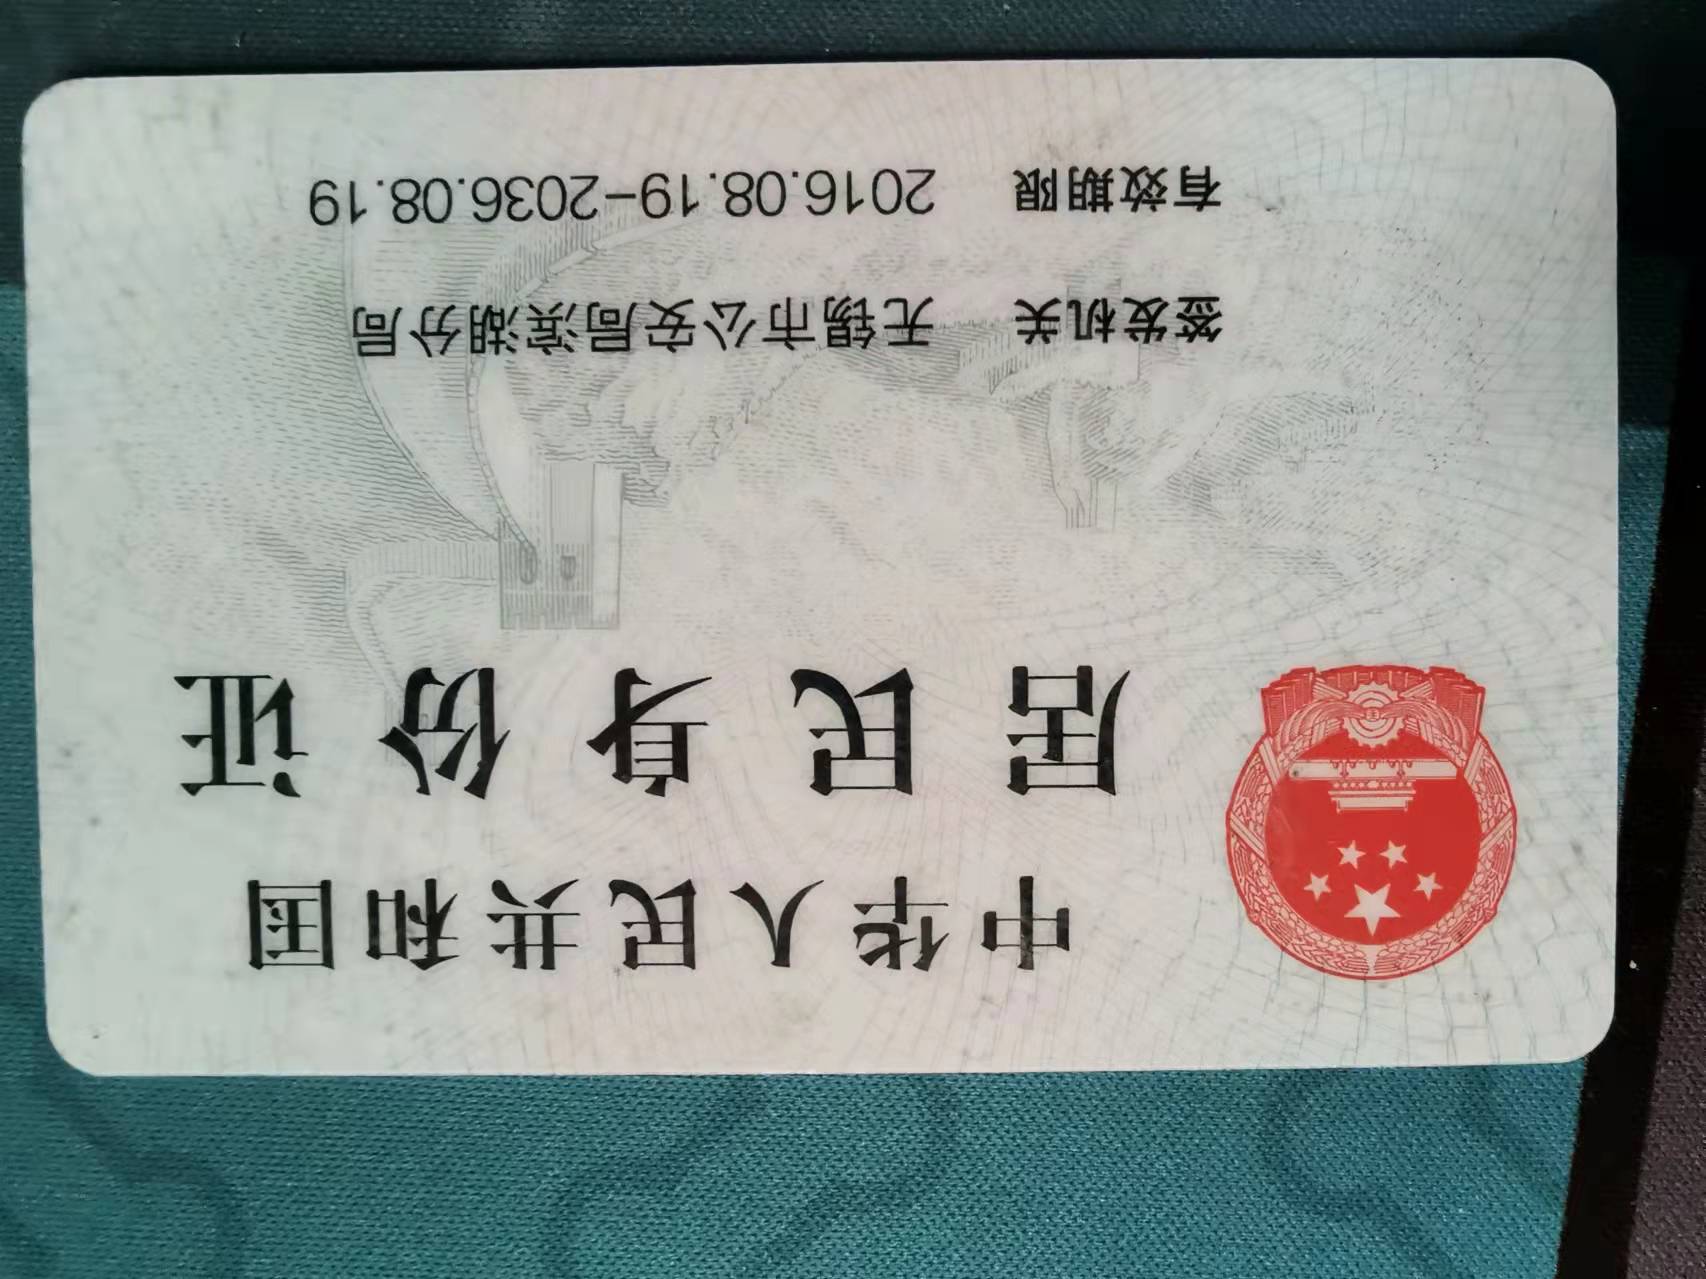 中华人民共和国
居民身份证
签发机关 无锡市公安局滨湖分局
有效期限 2016.08.19-2036.08.19